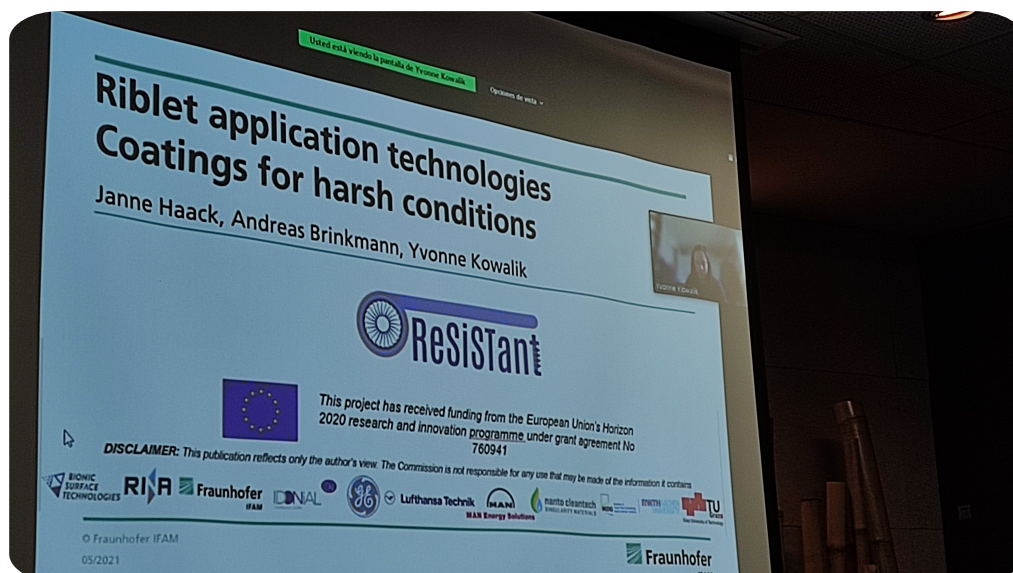 Usted está viendo la pantalla de Yvonne Kowalik
Opciones de vista
Riblet application technologies
Coatings for harsh conditions
Janne Haack, Andreas Brinkmann, Yvonne Kowalik
Yvonne Kowalik
ReSiSTant
This project has received funding from the European Union's Horizon
2020 research and innovation programme under grant agreement No
760941
DISCLAIMER: This publication reflects only the author's view. The Commission is not responsible for any use that may be made of the information it contains
BIONIC
SURFACE
TECHNOLOGIES
Fraunhofer
IFAM
GE
Lufthansa Technik
MAN
MAN Energy Solutions
nanto cleantech
SINGULARITY MATERIALS
TU
Graz
© Fraunhofer IFAM
05/2021
Fraunhofer